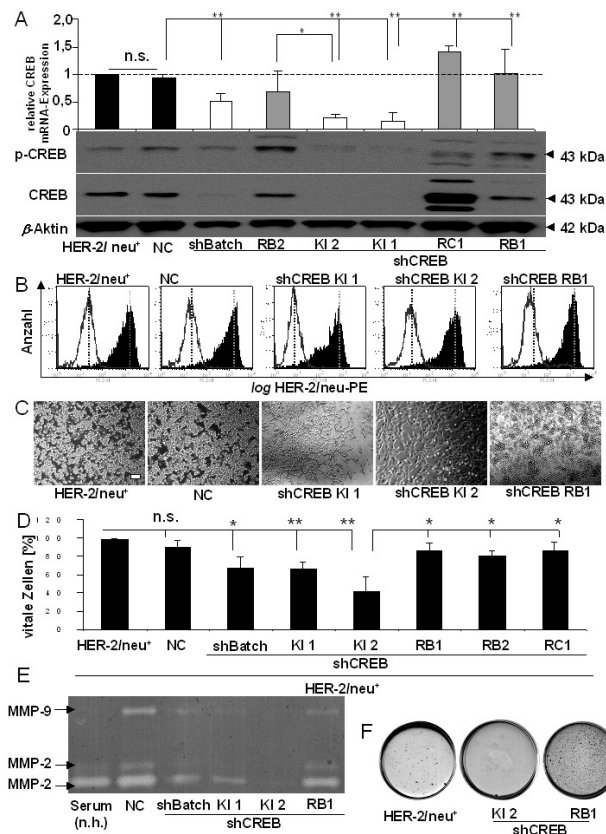 A
relative CREB
mRNA-Expression
2,0
1,5
1
0,5
0
n.s.
**
*
**
**
**
**
p-CREB
43 kDa
CREB
43 kDa
β-Aktin
42 kDa
HER-2/ neu+
NC
shBatch
RB2
KI 2
KI 1
RC1
RB1
shCREB
B
HER-2/neu+
NC
shCREB KI 1
shCREB KI 2
shCREB RB1
Anzahl
log HER-2/neu-PE
C
HER-2/neu+
NC
shCREB KI 1
shCREB KI 2
shCREB RB1
D
vitale Zellen [%]
n.s.
*
**
**
*
*
*
HER-2/neu+
NC
shBatch
KI 1
KI 2
RB1
RB2
RC1
shCREB
HER-2/neu+
E
MMP-9
MMP-2
MMP-2
Serum
(n.h.)
NC
shBatch
KI 1
KI 2
RB1
shCREB
F
HER-2/neu+
KI 2
RB1
shCREB